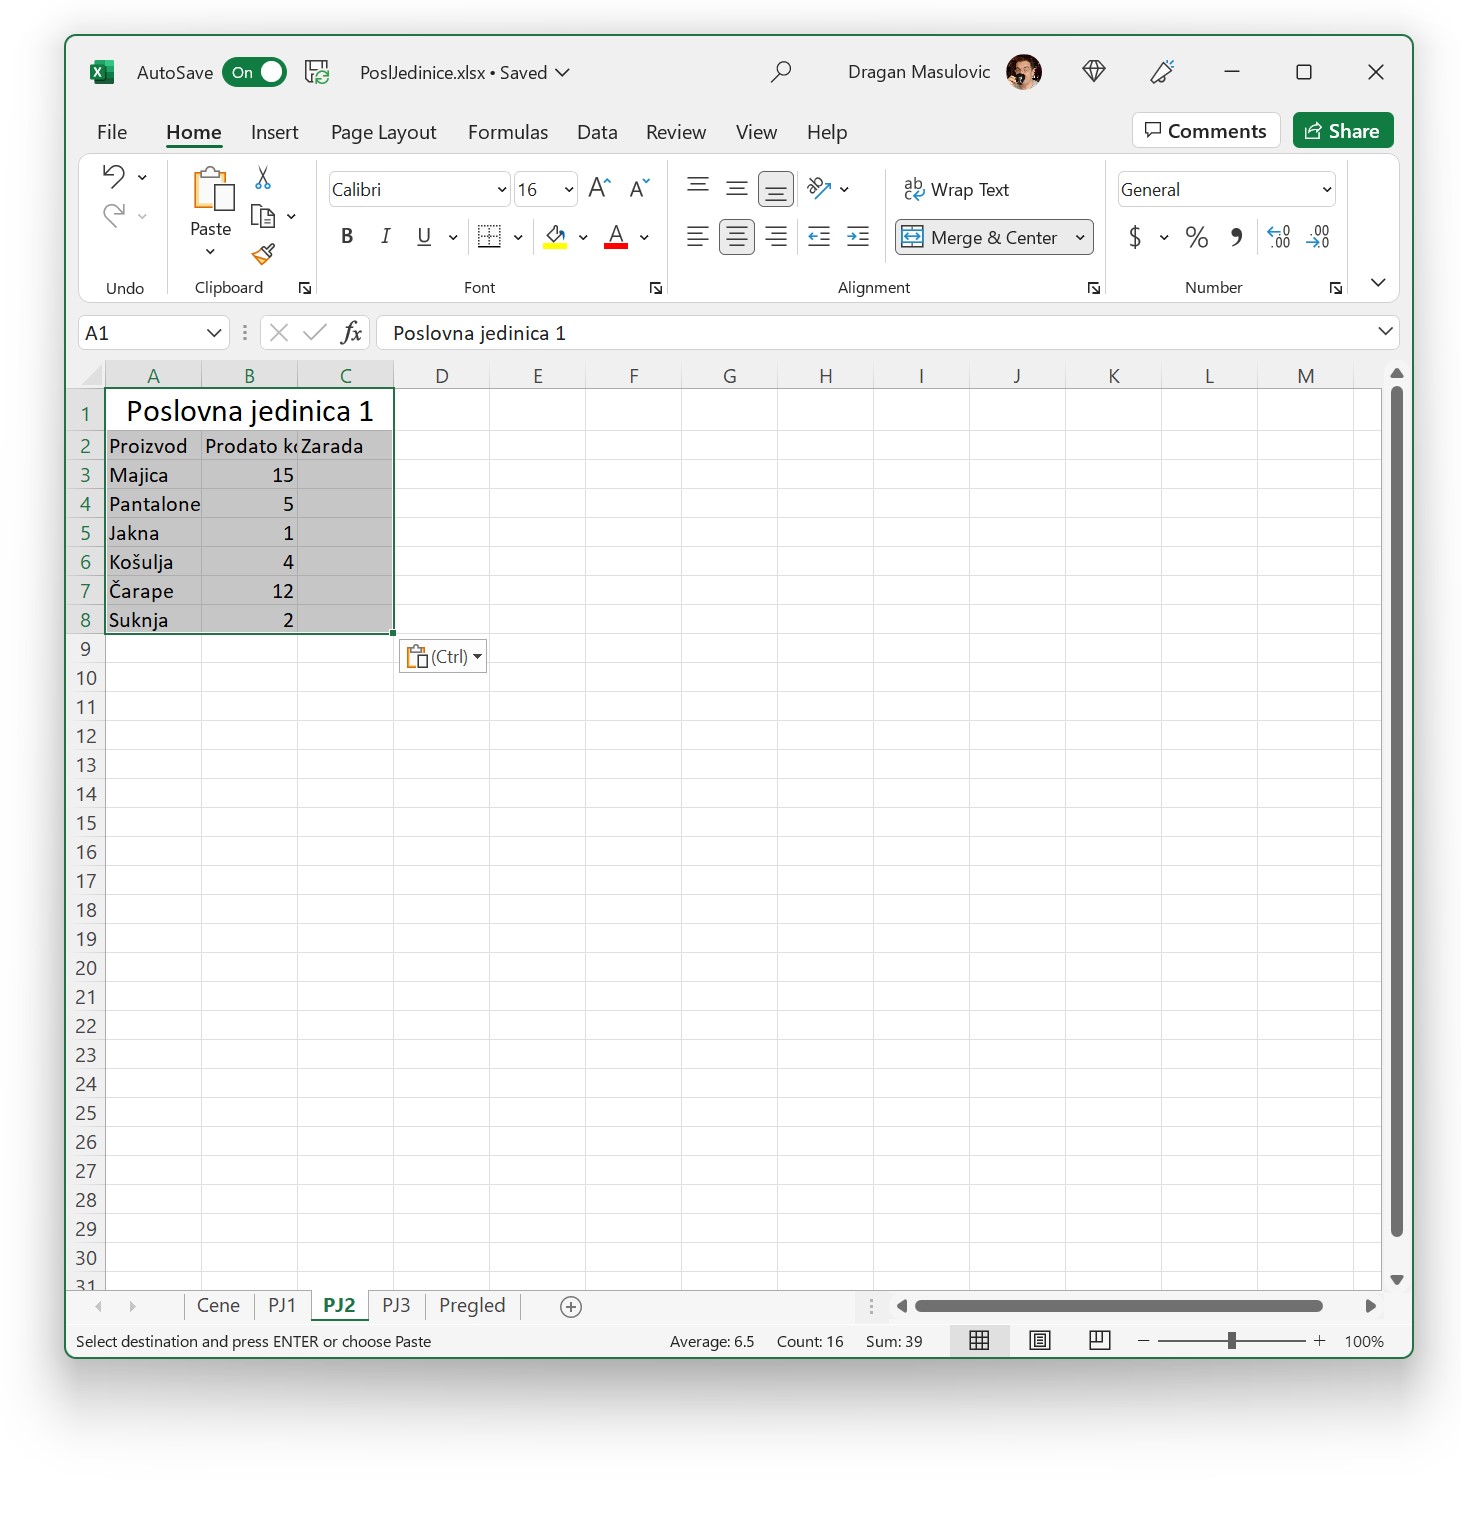 AutoSave On PoslJedinice.xlsx • Saved Dragan Masulovic
File Home Insert Page Layout Formulas Data Review View Help Comments Share
Calibri 16 A A ab c Wrap Text General
Paste B I U A Merge & Center $ % 9 0 .00 .00 0
Undo Clipboard Font Alignment Number
A1 fx Poslovna jedinica 1
A B C D E F G H I J K L M
1 Poslovna jedinica 1
2 Proizvod Prodato Zarada
3 Majica 15
4 Pantalone 5
5 Jakna 1
6 Košulja 4
7 Čarape 12
8 Suknja 2
9 (Ctrl)
10
11
12
13
14
15
16
17
18
19
20
21
22
23
24
25
26
27
28
29
30
31
Cene PJ1 PJ2 PJ3 Pregled
Select destination and press ENTER or choose Paste Average: 6.5 Count: 16 Sum: 39 100%